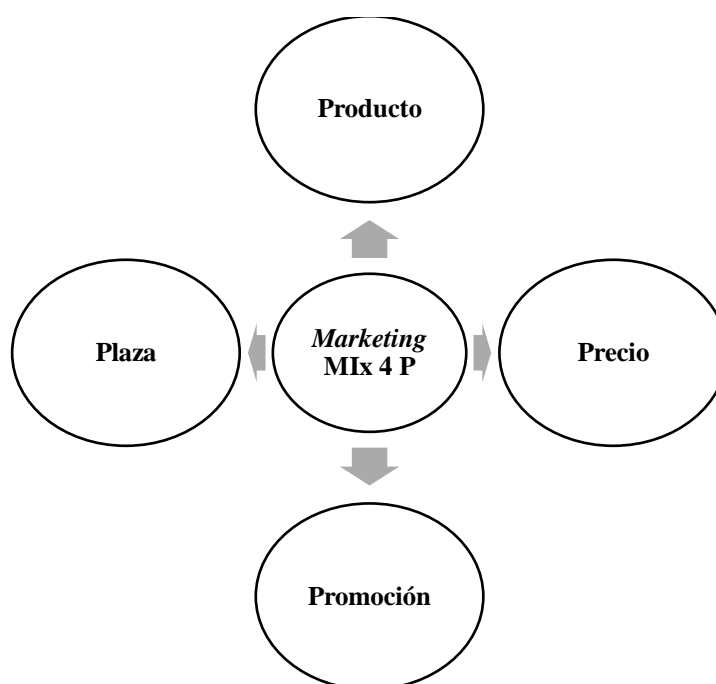 Producto
Plaza
Marketing
MIx 4 P
Precio
Promoción